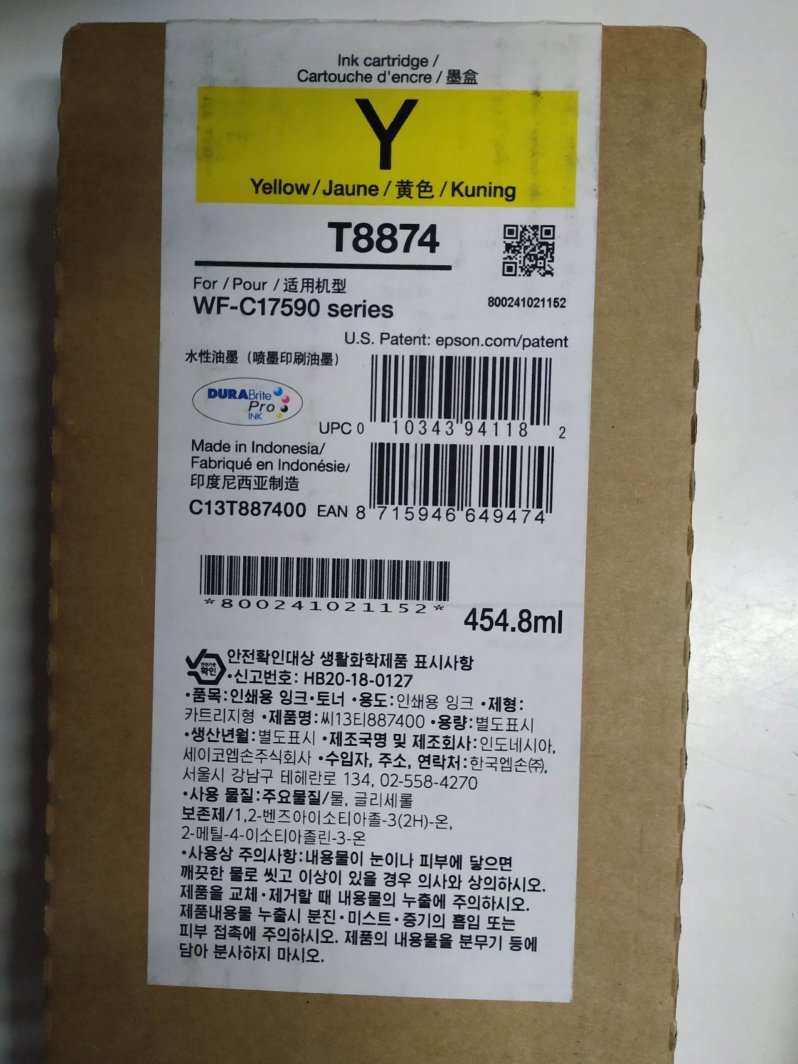 Ink cartridge /
Cartouche d'encre / 墨盒
Y
Yellow / Jaune / 黄色 / Kuning
T8874
For / Pour / 适用机型
WF-C17590 series
800241021152
U.S. Patent: epson.com/patent
水性油墨（喷墨印刷油墨）
DURABrite
Pro
INK
UPC 0 10343 94118 2
Made in Indonesia/
Fabriqué en Indonésie/
印度尼西亚制造
C13T887400 EAN 8 715946 649474
*800241021152*
454.8ml
확인
안전확인대상 생활화학제품 표시사항
•신고번호: HB20-18-0127
•품목:인쇄용 잉크•토너 •용도:인쇄용 잉크 •제형:
카트리지형 •제품명:씨13티887400 •용량:별도표시
•생산년월:별도표시 •제조국명 및 제조회사:인도네시아,
세이코엡손주식회사 •수입자, 주소, 연락처:한국엡손㈜,
서울시 강남구 테헤란로 134, 02-558-4270
•사용 물질:주요물질/물, 글리세롤
보존제/1,2-벤즈아이소티아졸-3(2H)-온,
2-메틸-4-이소티아졸린-3-온
•사용상 주의사항:내용물이 눈이나 피부에 닿으면
깨끗한 물로 씻고 이상이 있을 경우 의사와 상의하시오.
제품을 교체•제거할 때 내용물의 누출에 주의하시오.
제품내용물 누출시 분진•미스트•증기의 흡입 또는
피부 접촉에 주의하시오. 제품의 내용물을 분무기 등에
담아 분사하지 마시오.